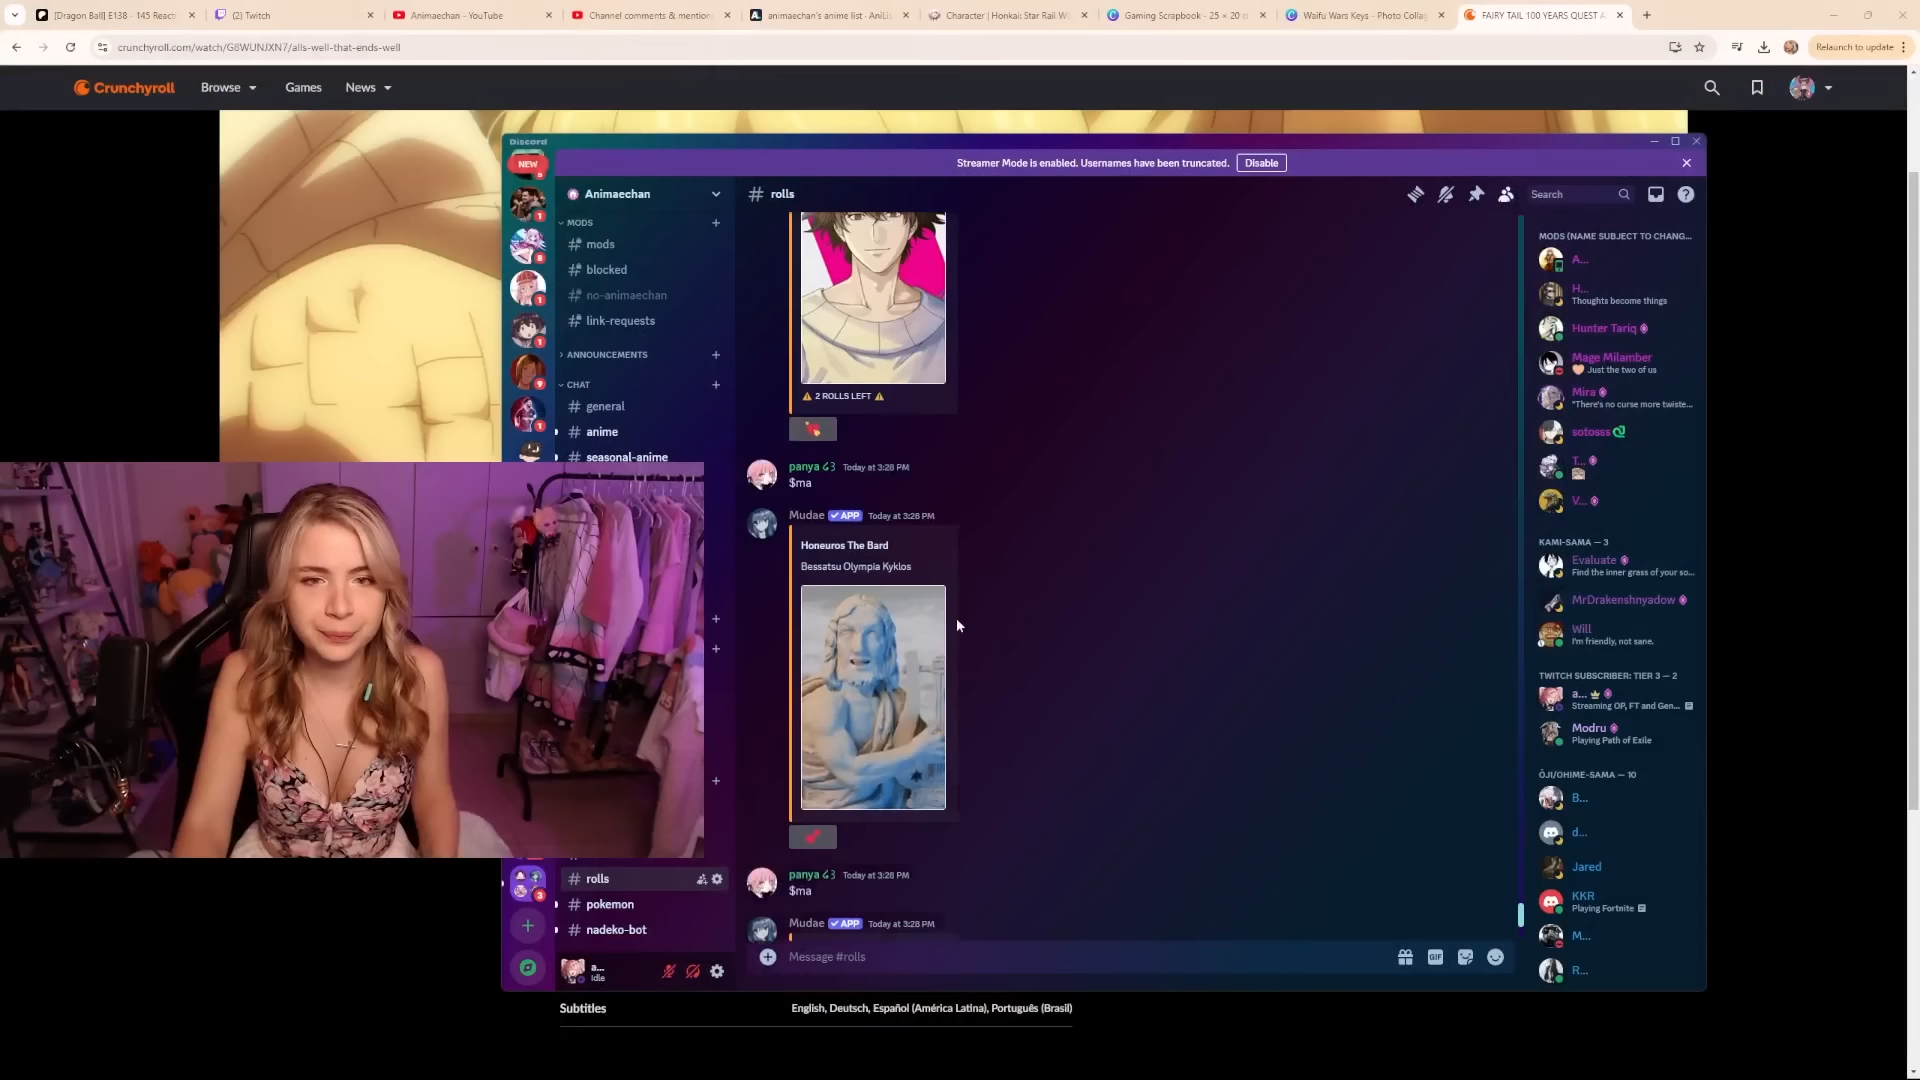 [Dragon Ball] E138 - 145 Reacti
(2) Twitch
Animaechan - YouTube
Channel comments & mention
animaechan's anime list · AniLi
Character | Honkai: Star Rail W
Gaming Scrapbook - 25 × 20 c
Waifu Wars Keys - Photo Collag
FAIRY TAIL 100 YEARS QUEST A
crunchyroll.com/watch/G8WUNJXN7/alls-well-that-ends-well
Relaunch to update
Crunchyroll
Browse
Games
News
Discord
Streamer Mode is enabled. Usernames have been truncated.
Disable
NEW
Animaechan
rolls
Search
MODS
mods
blocked
no-animaechan
link-requests
ANNOUNCEMENTS
CHAT
general
anime
seasonal-anime
rolls
pokemon
nadeko-bot
a...
Idle
2 ROLLS LEFT
panya Today at 3:28 PM
$ma
Mudae APP Today at 3:28 PM
Honeuros The Bard
Bessatsu Olympia Kyklos
panya Today at 3:28 PM
$ma
Mudae APP Today at 3:28 PM
Message #rolls
GIF
MODS (NAME SUBJECT TO CHANG...
A...
H...
Thoughts become things
Hunter Tariq
Mage Milamber
Just the two of us
Mira
"There's no curse more twiste...
sotosss
T...
V...
KAMI-SAMA — 3
Evaluate
Find the inner grass of your so...
MrDrakenshnyadow
Will
I'm friendly, not sane.
TWITCH SUBSCRIBER: TIER 3 — 2
a...
Streaming OP, FT and Gen...
Modru
Playing Path of Exile
ŌJI/OHIME-SAMA — 10
B...
d...
Jared
KKR
Playing Fortnite
M...
R...
Subtitles
English, Deutsch, Español (América Latina), Português (Brasil)